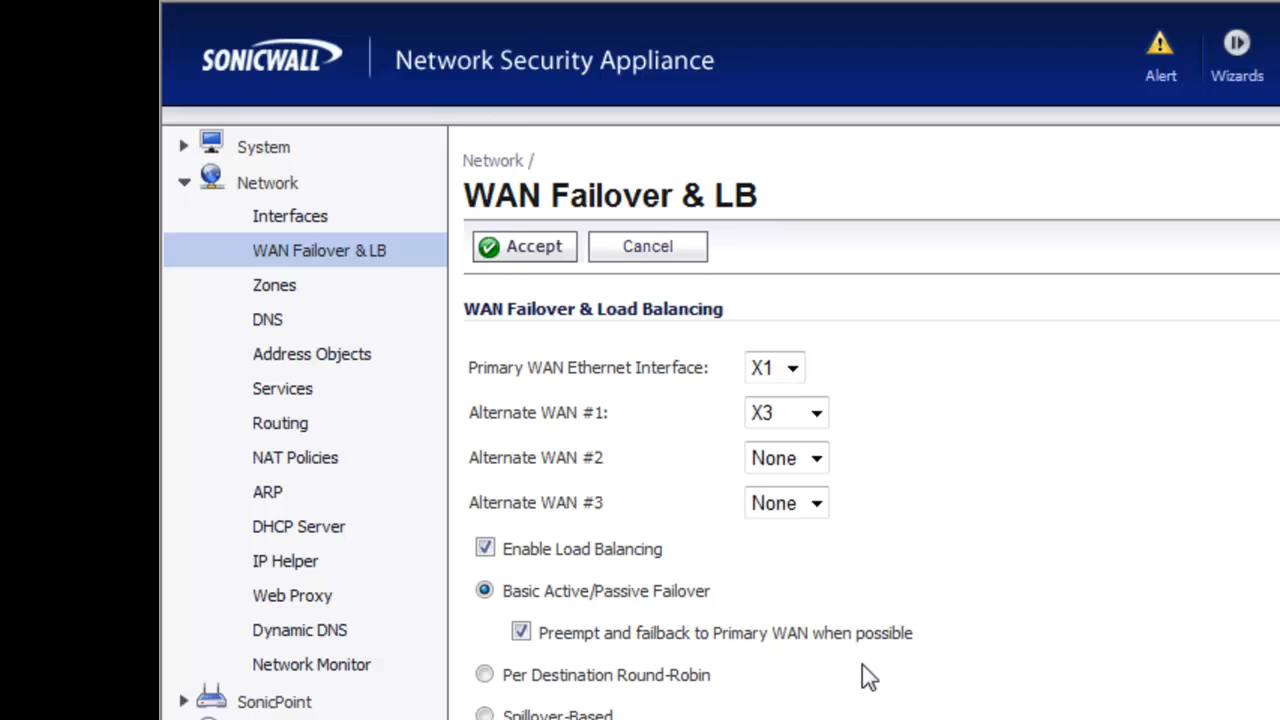 SONICWALL
Network Security Appliance
Alert
Wizards
System
Network
Interfaces
WAN Failover & LB
Zones
DNS
Address Objects
Services
Routing
NAT Policies
ARP
DHCP Server
IP Helper
Web Proxy
Dynamic DNS
Network Monitor
SonicPoint
Network /
WAN Failover & LB
Accept
Cancel
WAN Failover & Load Balancing
Primary WAN Ethernet Interface: X1
Alternate WAN #1: X3
Alternate WAN #2 None
Alternate WAN #3 None
Enable Load Balancing
Basic Active/Passive Failover
Preempt and failback to Primary WAN when possible
Per Destination Round-Robin
Spillover-Based